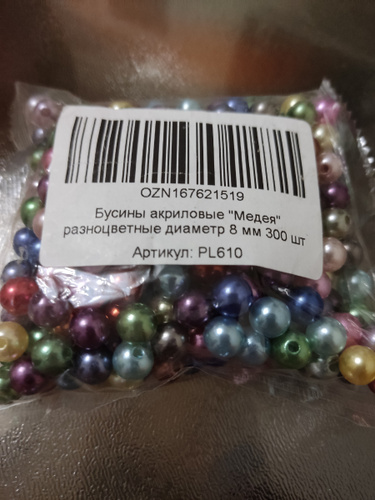 OZN167621519
Бусины акриловые "Медея"
разноцветные диаметр 8 мм 300 шт
Артикул: PL610